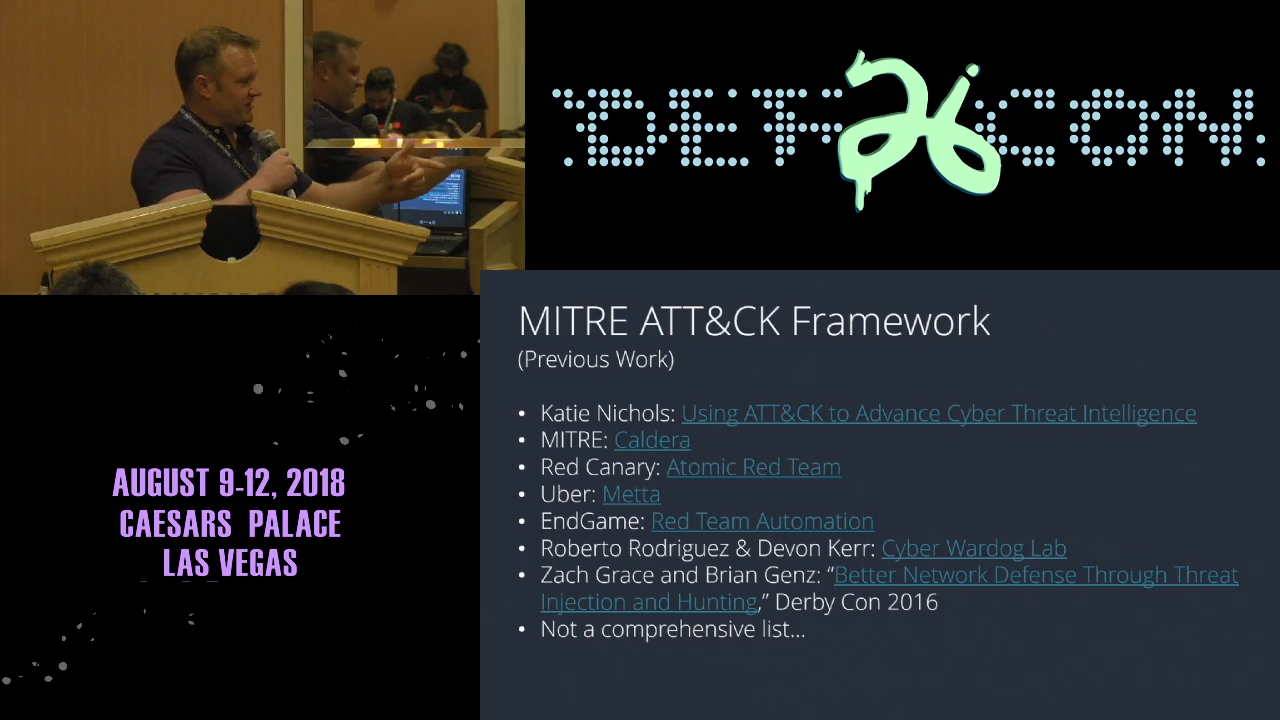 DEF 26 CON
MITRE ATT&CK Framework
(Previous Work)
• Katie Nichols: Using ATT&CK to Advance Cyber Threat Intelligence
• MITRE: Caldera
• Red Canary: Atomic Red Team
• Uber: Metta
• EndGame: Red Team Automation
• Roberto Rodriguez & Devon Kerr: Cyber Wardog Lab
• Zach Grace and Brian Genz: “Better Network Defense Through Threat
Injection and Hunting,” Derby Con 2016
• Not a comprehensive list...
AUGUST 9-12, 2018
CAESARS PALACE
LAS VEGAS